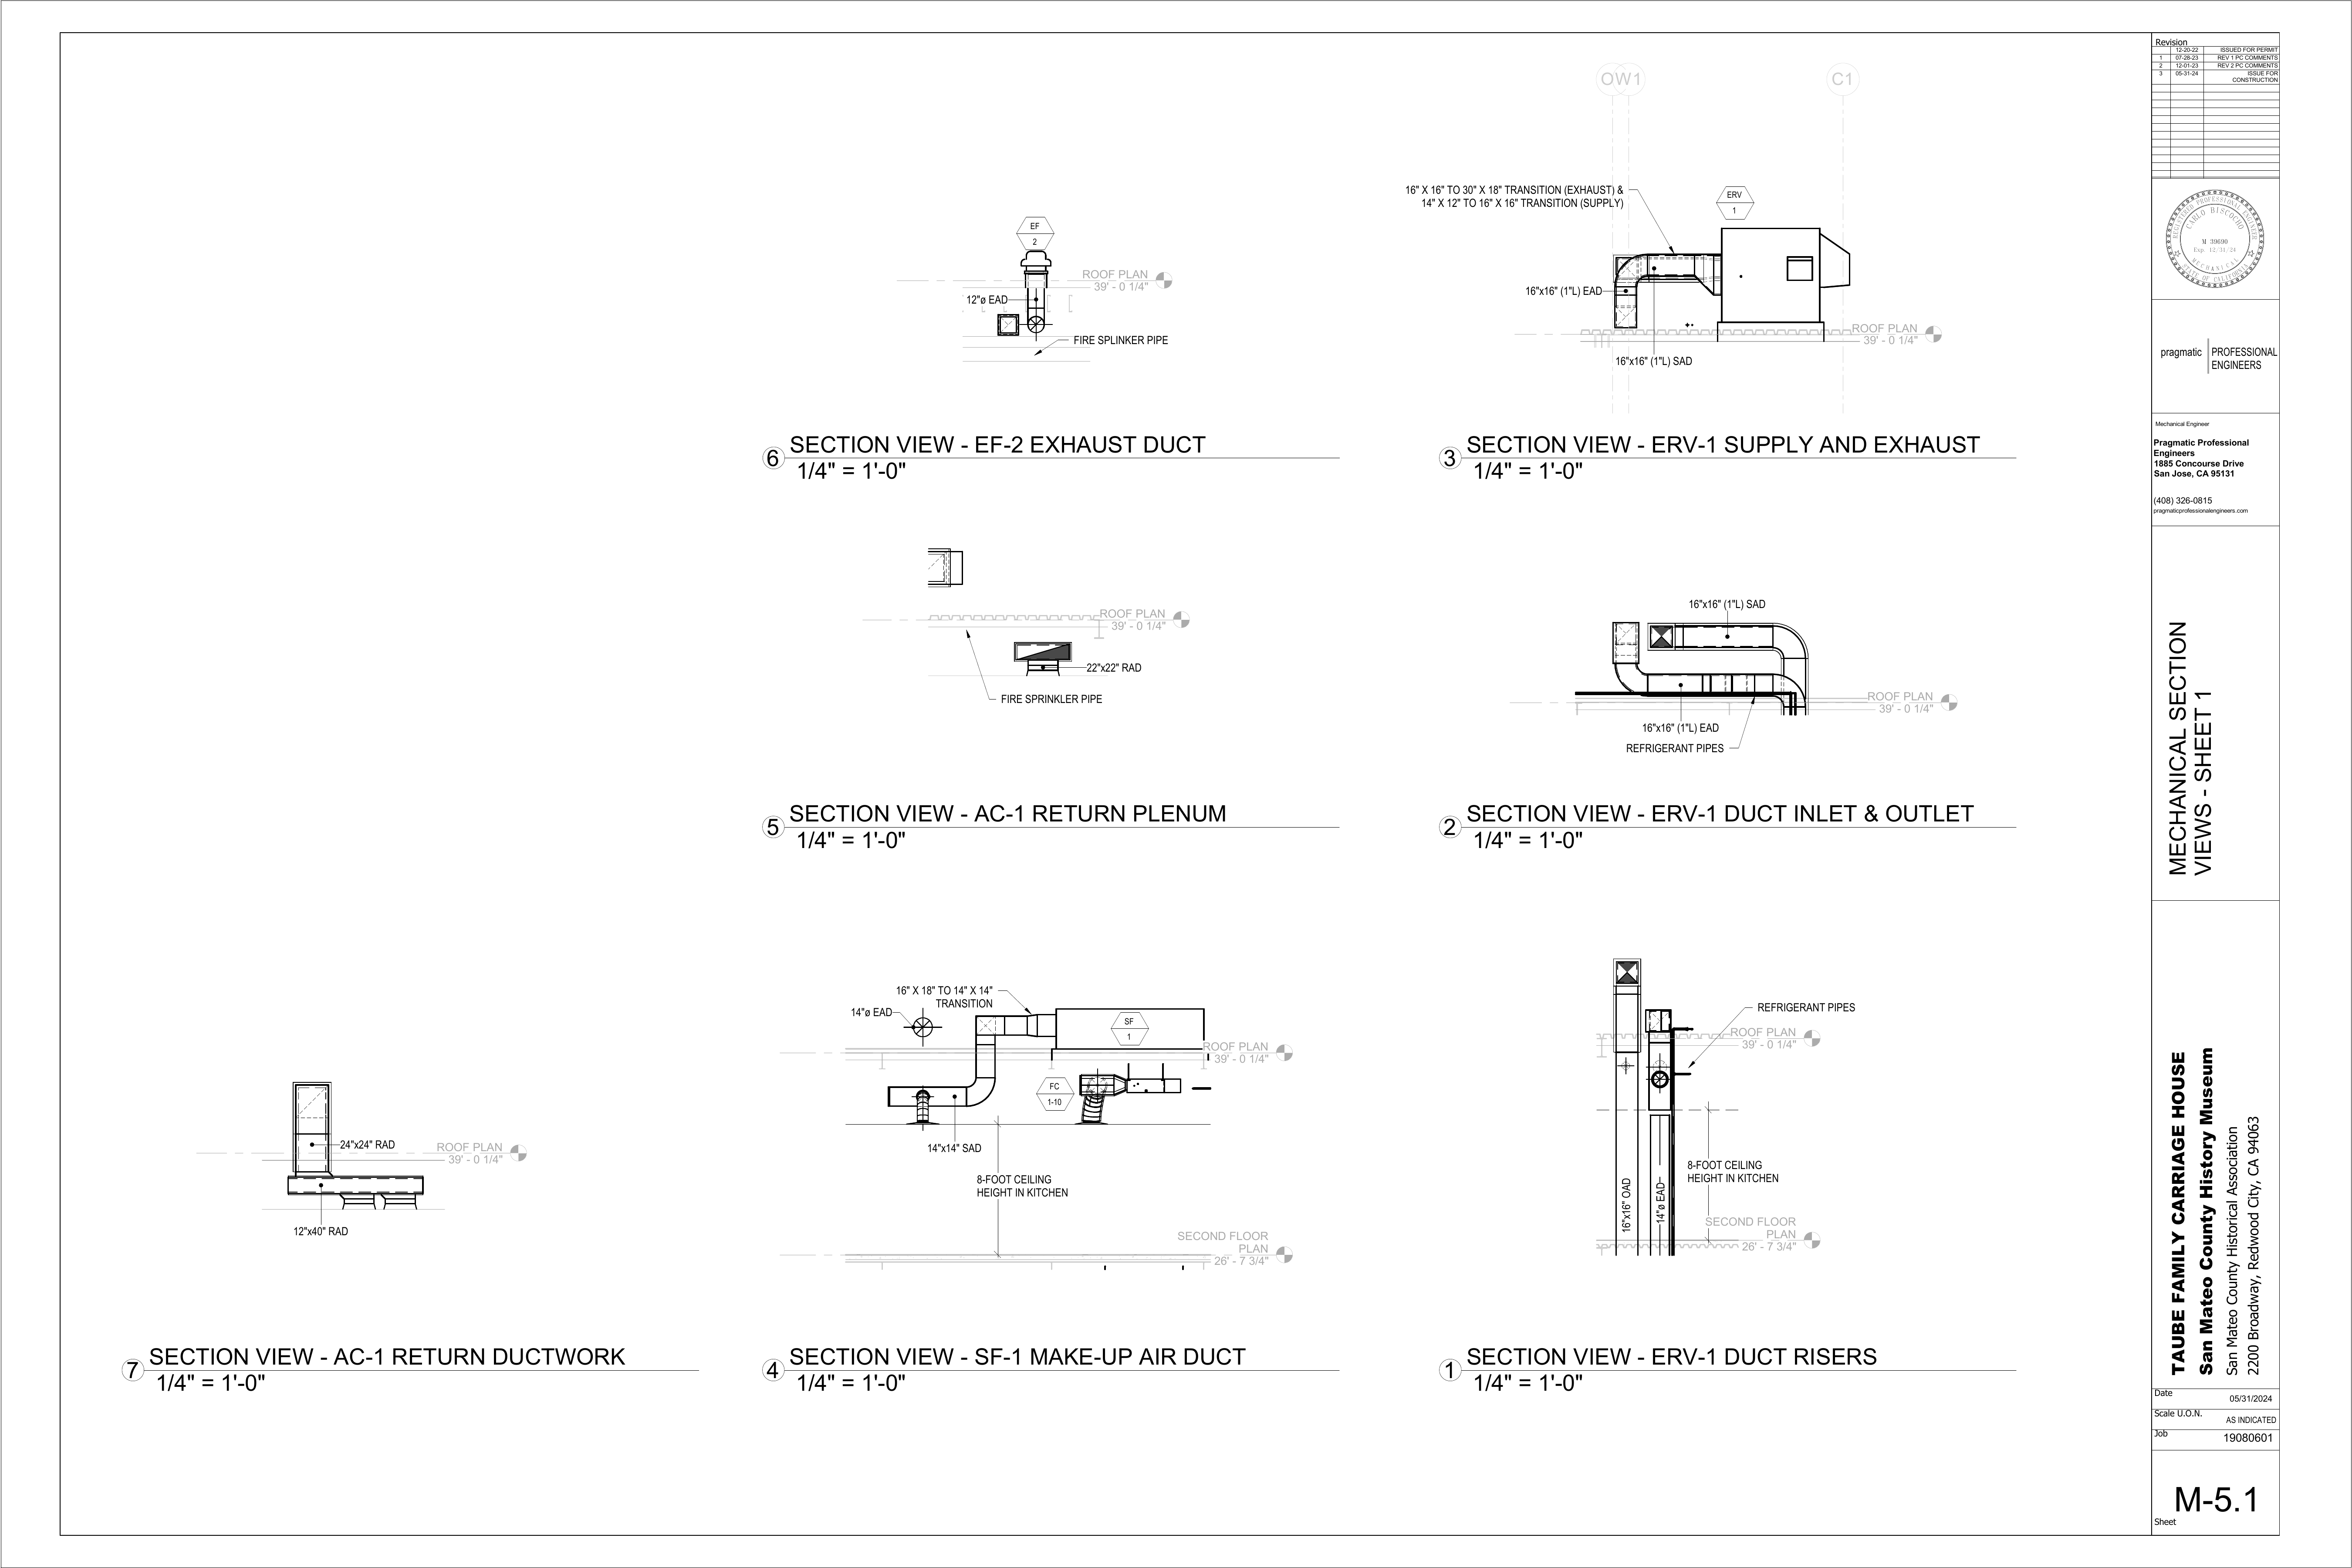 OW1
C1
16" X 16" TO 30" X 18" TRANSITION (EXHAUST) &
14" X 12" TO 16" X 16" TRANSITION (SUPPLY)
ERV
1
16"x16" (1"L) EAD
ROOF PLAN
39' - 0 1/4"
16"x16" (1"L) SAD
3
SECTION VIEW - ERV-1 SUPPLY AND EXHAUST
1/4" = 1'-0"
EF
2
ROOF PLAN
39' - 0 1/4"
12"ø EAD
FIRE SPLINKER PIPE
6
SECTION VIEW - EF-2 EXHAUST DUCT
1/4" = 1'-0"
ROOF PLAN
39' - 0 1/4"
22"x22" RAD
FIRE SPRINKLER PIPE
5
SECTION VIEW - AC-1 RETURN PLENUM
1/4" = 1'-0"
16"x16" (1"L) SAD
ROOF PLAN
39' - 0 1/4"
16"x16" (1"L) EAD
REFRIGERANT PIPES
2
SECTION VIEW - ERV-1 DUCT INLET & OUTLET
1/4" = 1'-0"
24"x24" RAD
ROOF PLAN
39' - 0 1/4"
12"x40" RAD
7
SECTION VIEW - AC-1 RETURN DUCTWORK
1/4" = 1'-0"
16" X 18" TO 14" X 14"
TRANSITION
14"ø EAD
SF
1
ROOF PLAN
39' - 0 1/4"
FC
1-10
14"x14" SAD
8-FOOT CEILING
HEIGHT IN KITCHEN
SECOND FLOOR
PLAN
26' - 7 3/4"
4
SECTION VIEW - SF-1 MAKE-UP AIR DUCT
1/4" = 1'-0"
REFRIGERANT PIPES
ROOF PLAN
39' - 0 1/4"
8-FOOT CEILING
HEIGHT IN KITCHEN
16"x16" OAD
14"ø EAD
SECOND FLOOR
PLAN
26' - 7 3/4"
1
SECTION VIEW - ERV-1 DUCT RISERS
1/4" = 1'-0"
Revision
12-20-22 ISSUED FOR PERMIT
1 07-28-23 REV 1 PC COMMENTS
2 12-01-23 REV 2 PC COMMENTS
3 05-31-24 ISSUE FOR
CONSTRUCTION
REGISTERED PROFESSIONAL ENGINEER
CARLO BISCOCHO
M 39690
Exp. 12/31/24
MECHANICAL
STATE OF CALIFORNIA
pragmatic PROFESSIONAL
ENGINEERS
Mechanical Engineer
Pragmatic Professional
Engineers
1885 Concourse Drive
San Jose, CA 95131
(408) 326-0815
pragmaticprofessionalengineers.com
MECHANICAL SECTION
VIEWS - SHEET 1
TAUBE FAMILY CARRIAGE HOUSE
San Mateo County History Museum
San Mateo County Historical Association
2200 Broadway, Redwood City, CA 94063
Date
05/31/2024
Scale U.O.N.
AS INDICATED
Job
19080601
M-5.1
Sheet